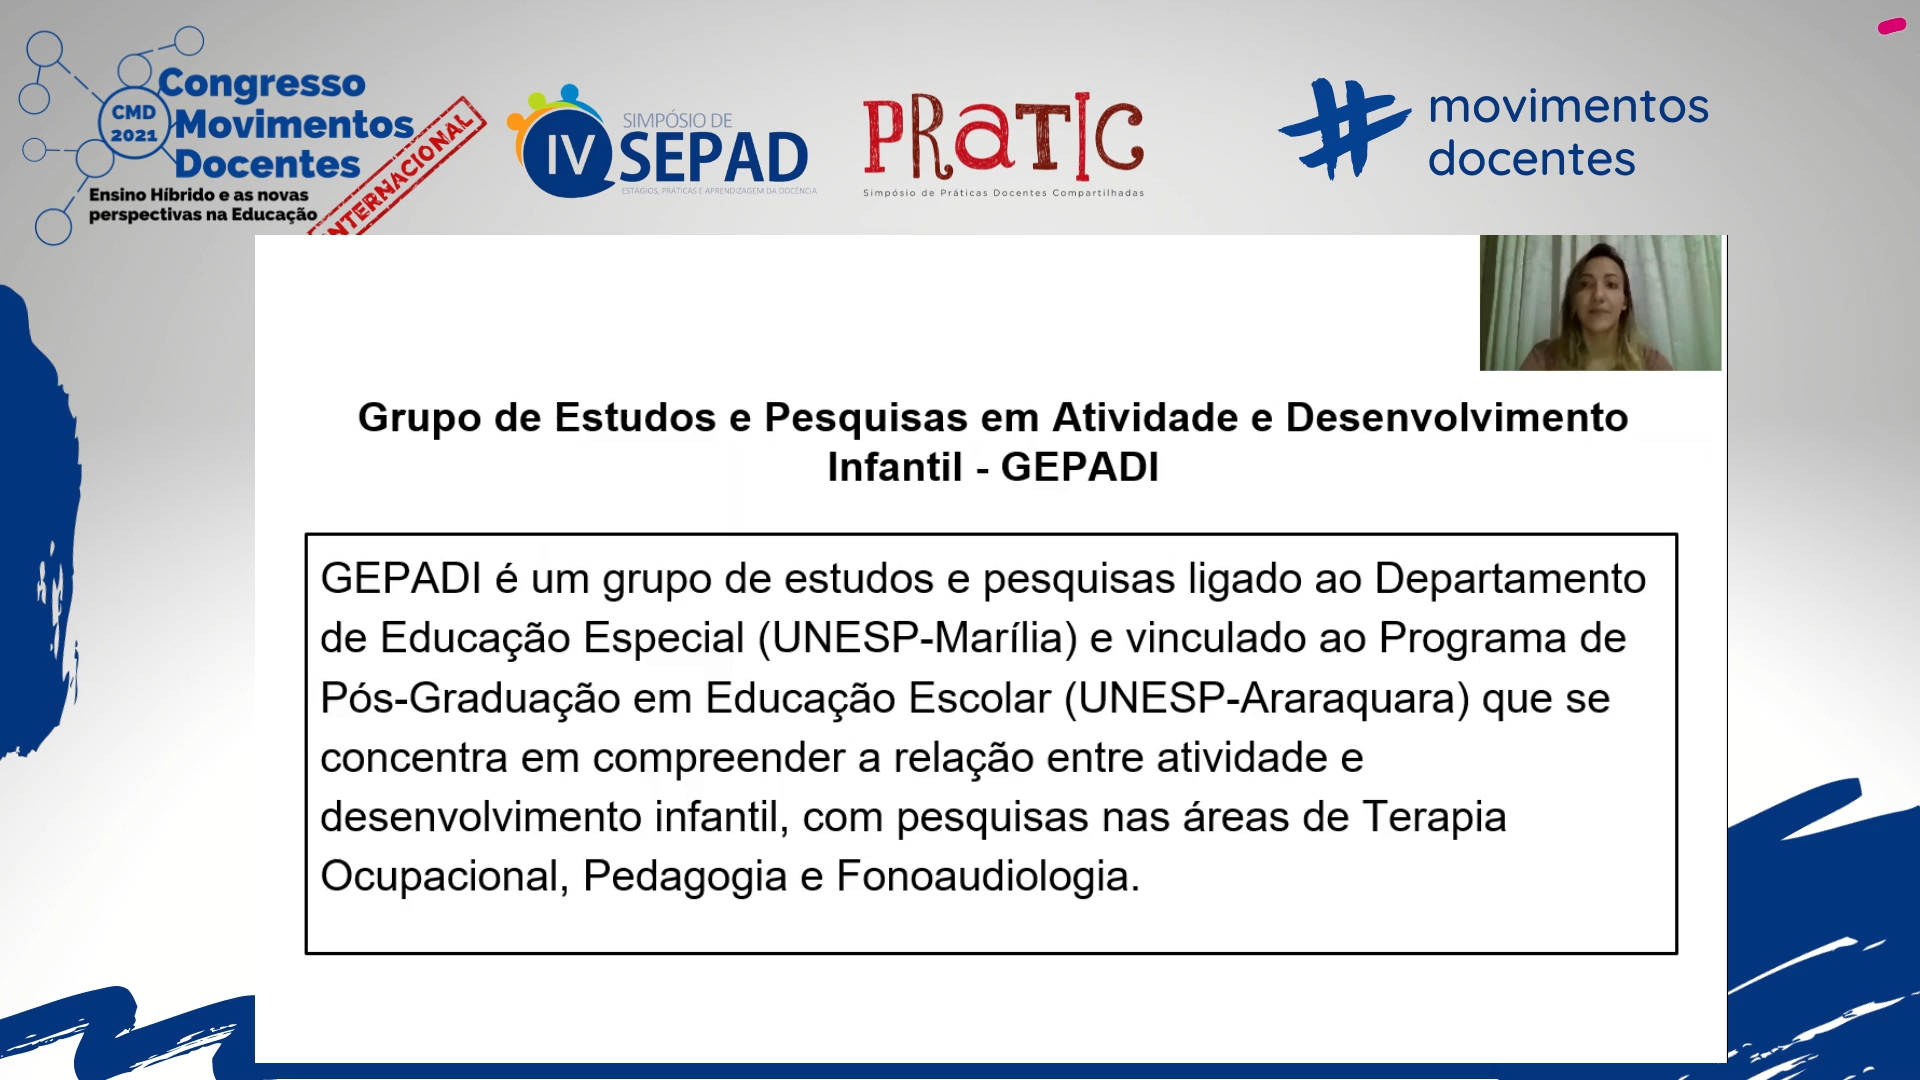 CMD
2021
Congresso
Movimentos
Docentes
Ensino Híbrido e as novas
perspectivas na Educação
INTERNACIONAL
IV
SIMPÓSIO DE
SEPAD
ESTÁGIOS, PRÁTICAS E APRENDIZAGEM DA DOCÊNCIA
PRATIC
Simpósio de Práticas Docentes Compartilhadas
movimentos
docentes
Grupo de Estudos e Pesquisas em Atividade e Desenvolvimento
Infantil - GEPADI
GEPADI é um grupo de estudos e pesquisas ligado ao Departamento
de Educação Especial (UNESP-Marília) e vinculado ao Programa de
Pós-Graduação em Educação Escolar (UNESP-Araraquara) que se
concentra em compreender a relação entre atividade e
desenvolvimento infantil, com pesquisas nas áreas de Terapia
Ocupacional, Pedagogia e Fonoaudiologia.